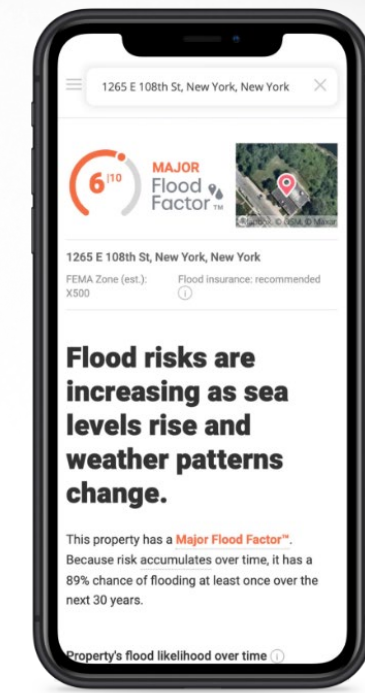 1265 E 108th St, New York, New York
6 |10
MAJOR
Flood
Factor ™
1265 E 108th St, New York, New York
FEMA Zone (est.):
X500
Flood insurance: recommended
Flood risks are
increasing as sea
levels rise and
weather patterns
change.
This property has a Major Flood Factor™.
Because risk accumulates over time, it has a
89% chance of flooding at least once over the
next 30 years.
Property's flood likelihood over time